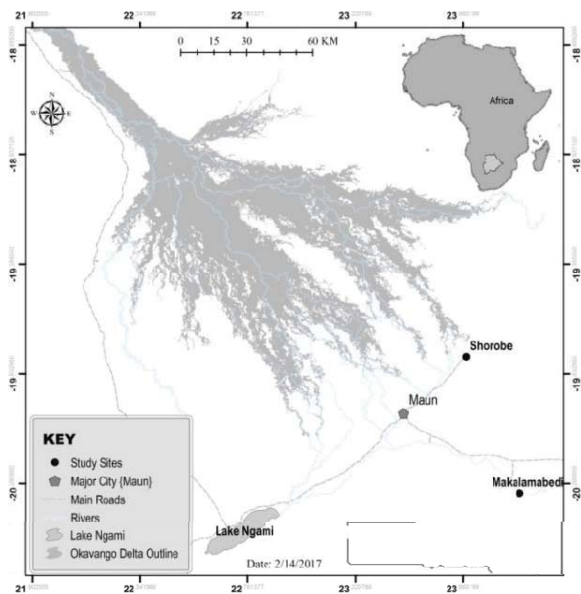 21 22 22 23 23
0 15 30 60 KM
-18
N
W E
S
Africa
-18
-19
Shorobe
-19
Maun
KEY
Study Sites
Major City {Maun}
Main Roads
Rivers
Lake Ngami
Okavango Delta Outline
Makalamabedi
-20
Lake Ngami
Date: 2/14/2017
21 22 22 23 23